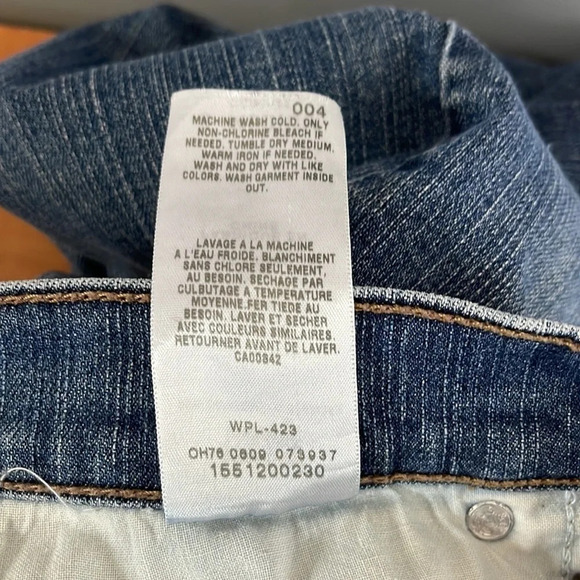 004
MACHINE WASH COLD. ONLY
NON-CHLORINE BLEACH IF
NEEDED. TUMBLE DRY MEDIUM.
WARM IRON IF NEEDED.
WASH AND DRY WITH LIKE
COLORS. WASH GARMENT INSIDE
OUT.
LAVAGE A LA MACHINE
A L'EAU FROIDE. BLANCHIMENT
SANS CHLORE SEULEMENT,
AU BESOIN. SECHAGE PAR
CULBUTAGE A TEMPERATURE
MOYENNE.FER TIEDE AU
BESOIN. LAVER ET SECHER
AVEC COULEURS SIMILAIRES.
RETOURNER AVANT DE LAVER.
CA00342
WPL-423
OH76 0609 073937
1551200230